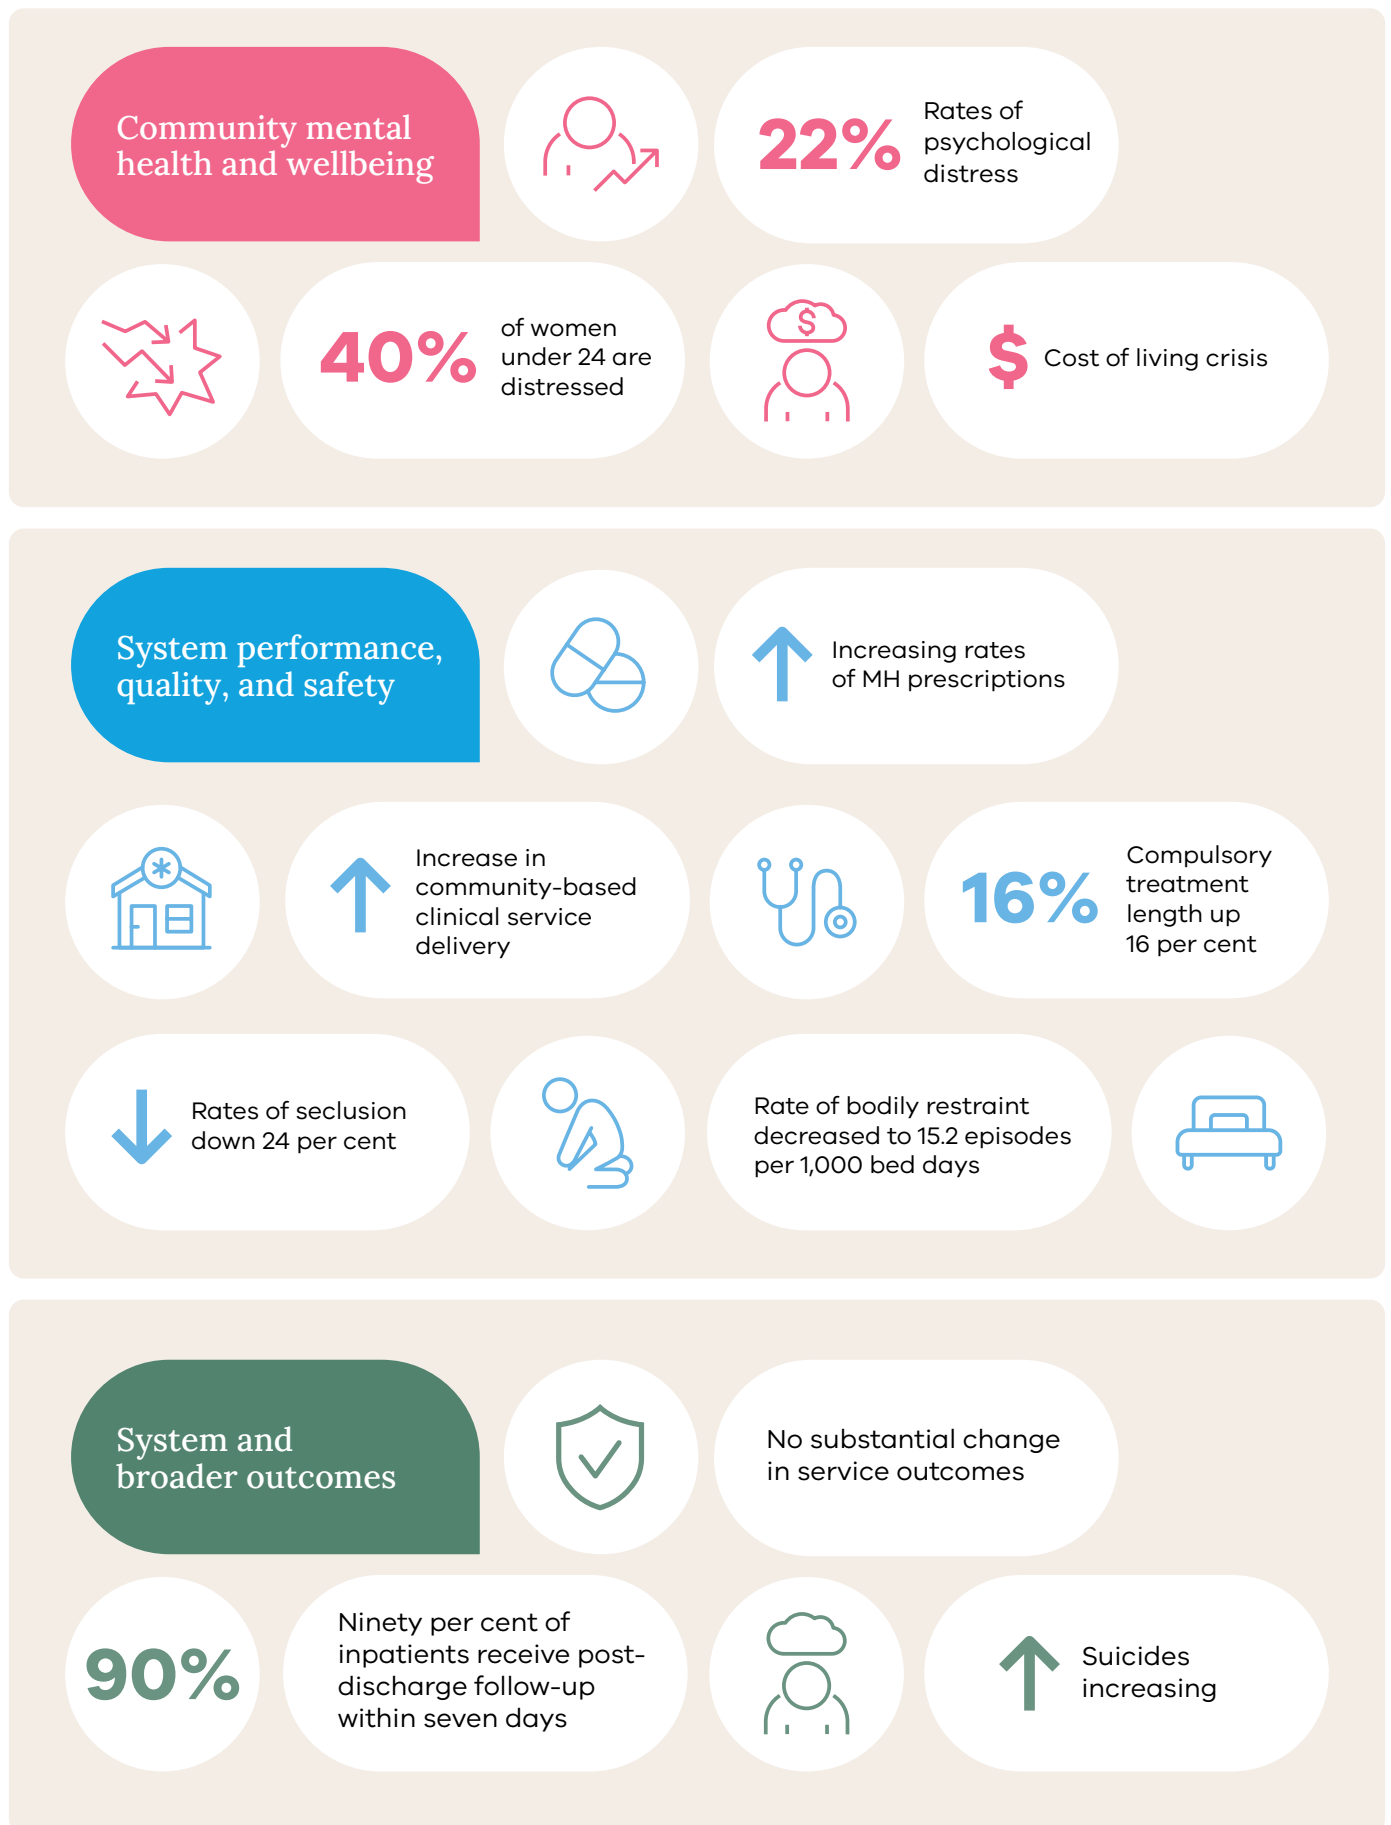 Community mental
health and wellbeing
22%
Rates of
psychological
distress
40%
of women
under 24 are
distressed
$
$
Cost of living crisis
System performance,
quality, and safety
Increasing rates
of MH prescriptions
Increase in
community-based
clinical service
delivery
16%
Compulsory
treatment
length up
16 per cent
Rates of seclusion
down 24 per cent
Rate of bodily restraint
decreased to 15.2 episodes
per 1,000 bed days
System and
broader outcomes
No substantial change
in service outcomes
90%
Ninety per cent of
inpatients receive post-
discharge follow-up
within seven days
Suicides
increasing